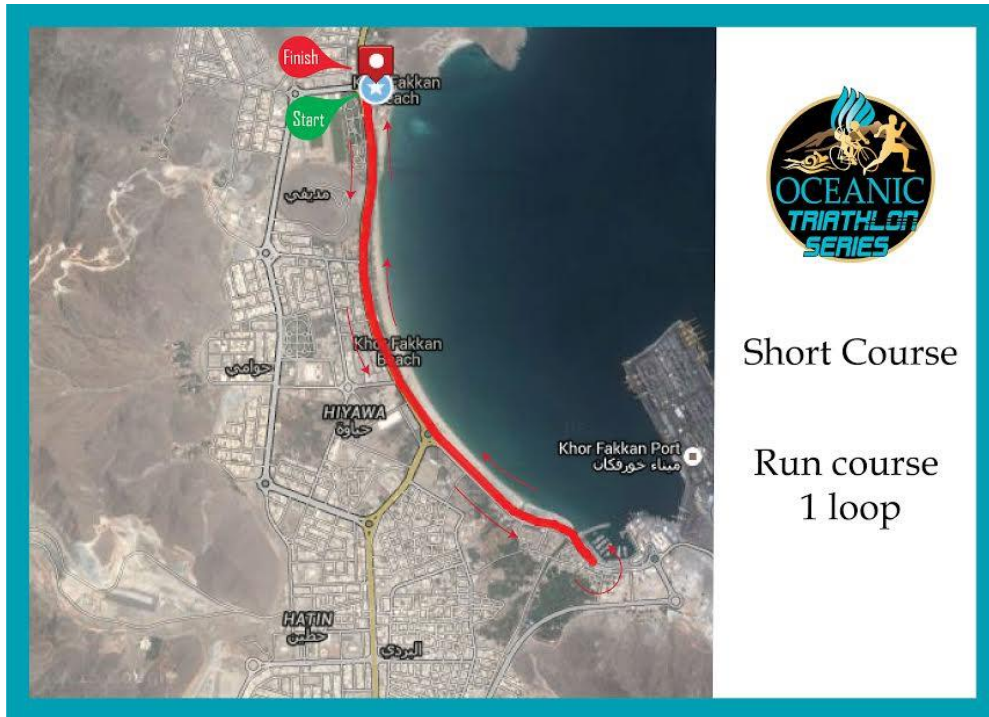 Finish
Start
Khor Fakkan
Beach
مديفي
Khor Fakkan
Beach
حوامي
HIYAWA
حياوة
Khor Fakkan Port
ميناء خورفكان
HATIN
حطين
البردي
OCEANIC
TRIATHLON
SERIES
Short Course
Run course
1 loop